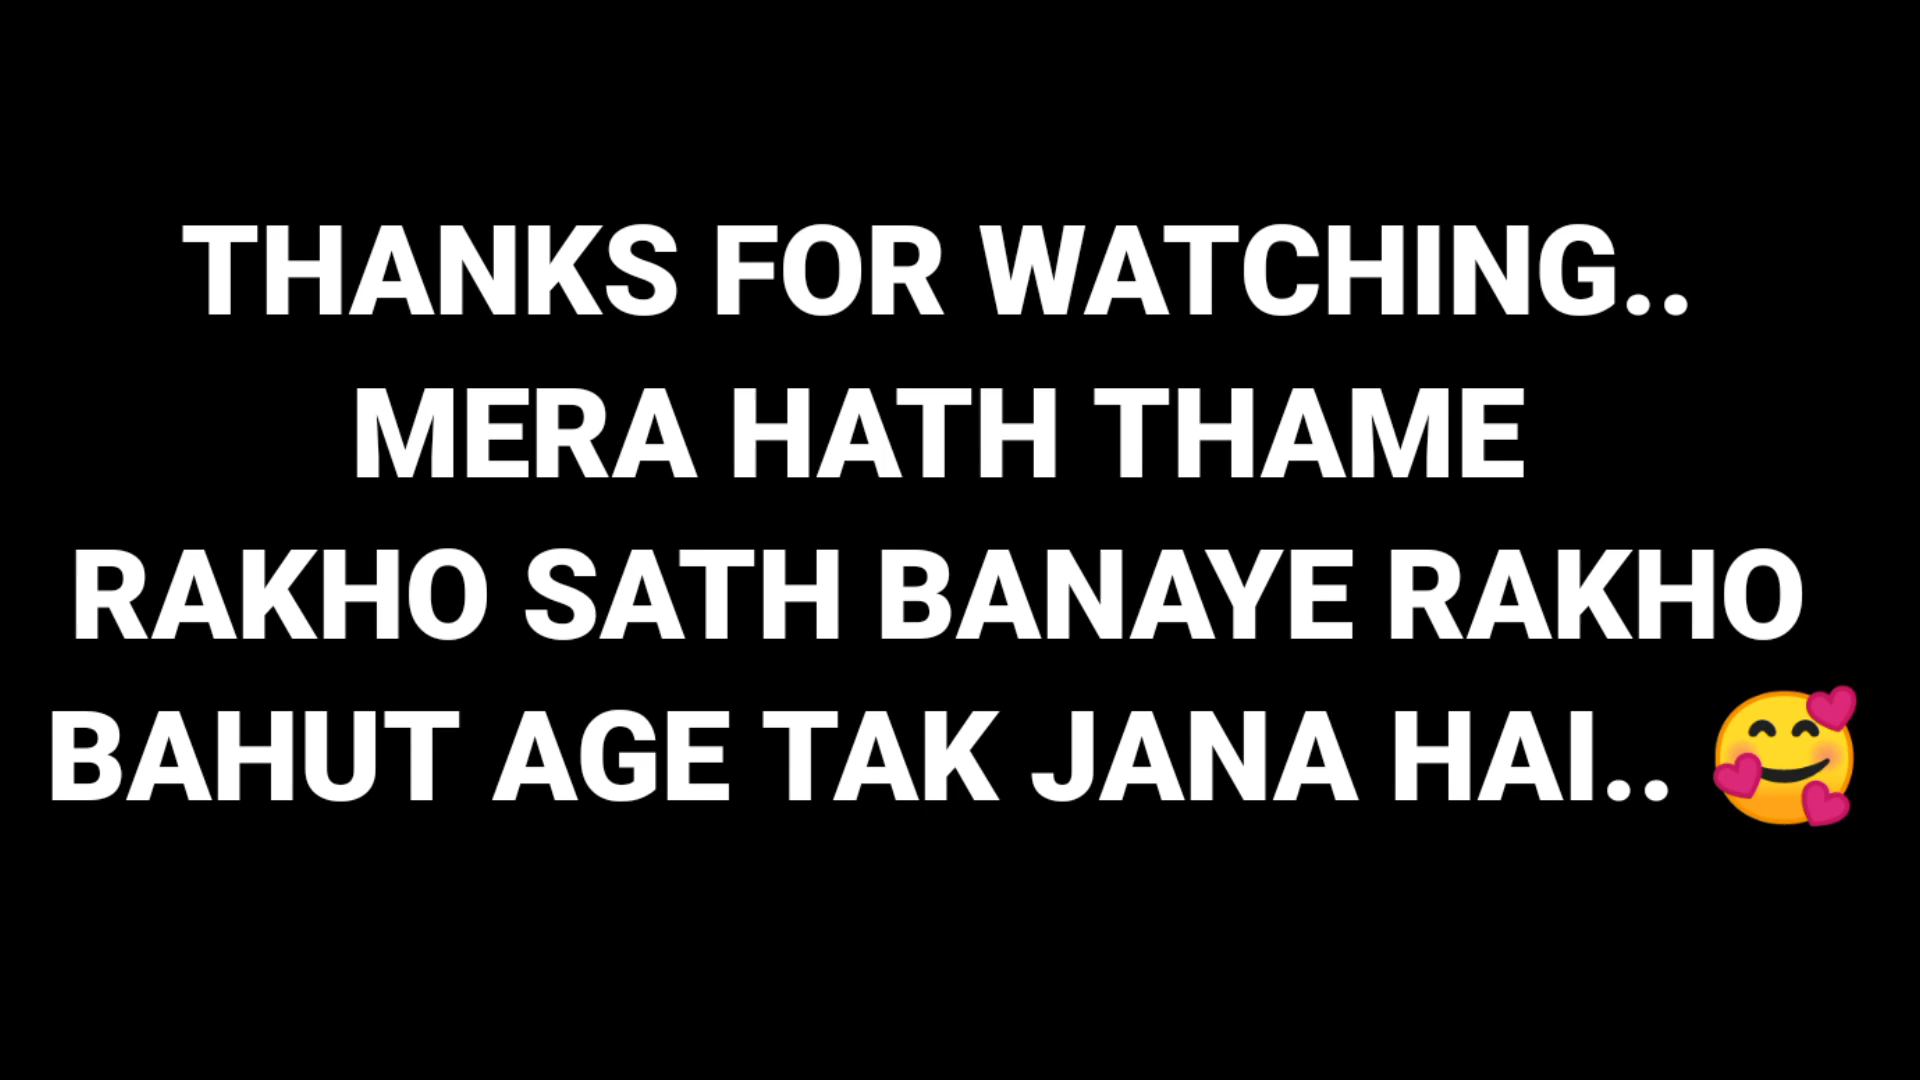 THANKS FOR WATCHING..
MERA HATH THAME
RAKHO SATH BANAYE RAKHO
BAHUT AGE TAK JANA HAI.. 🥰